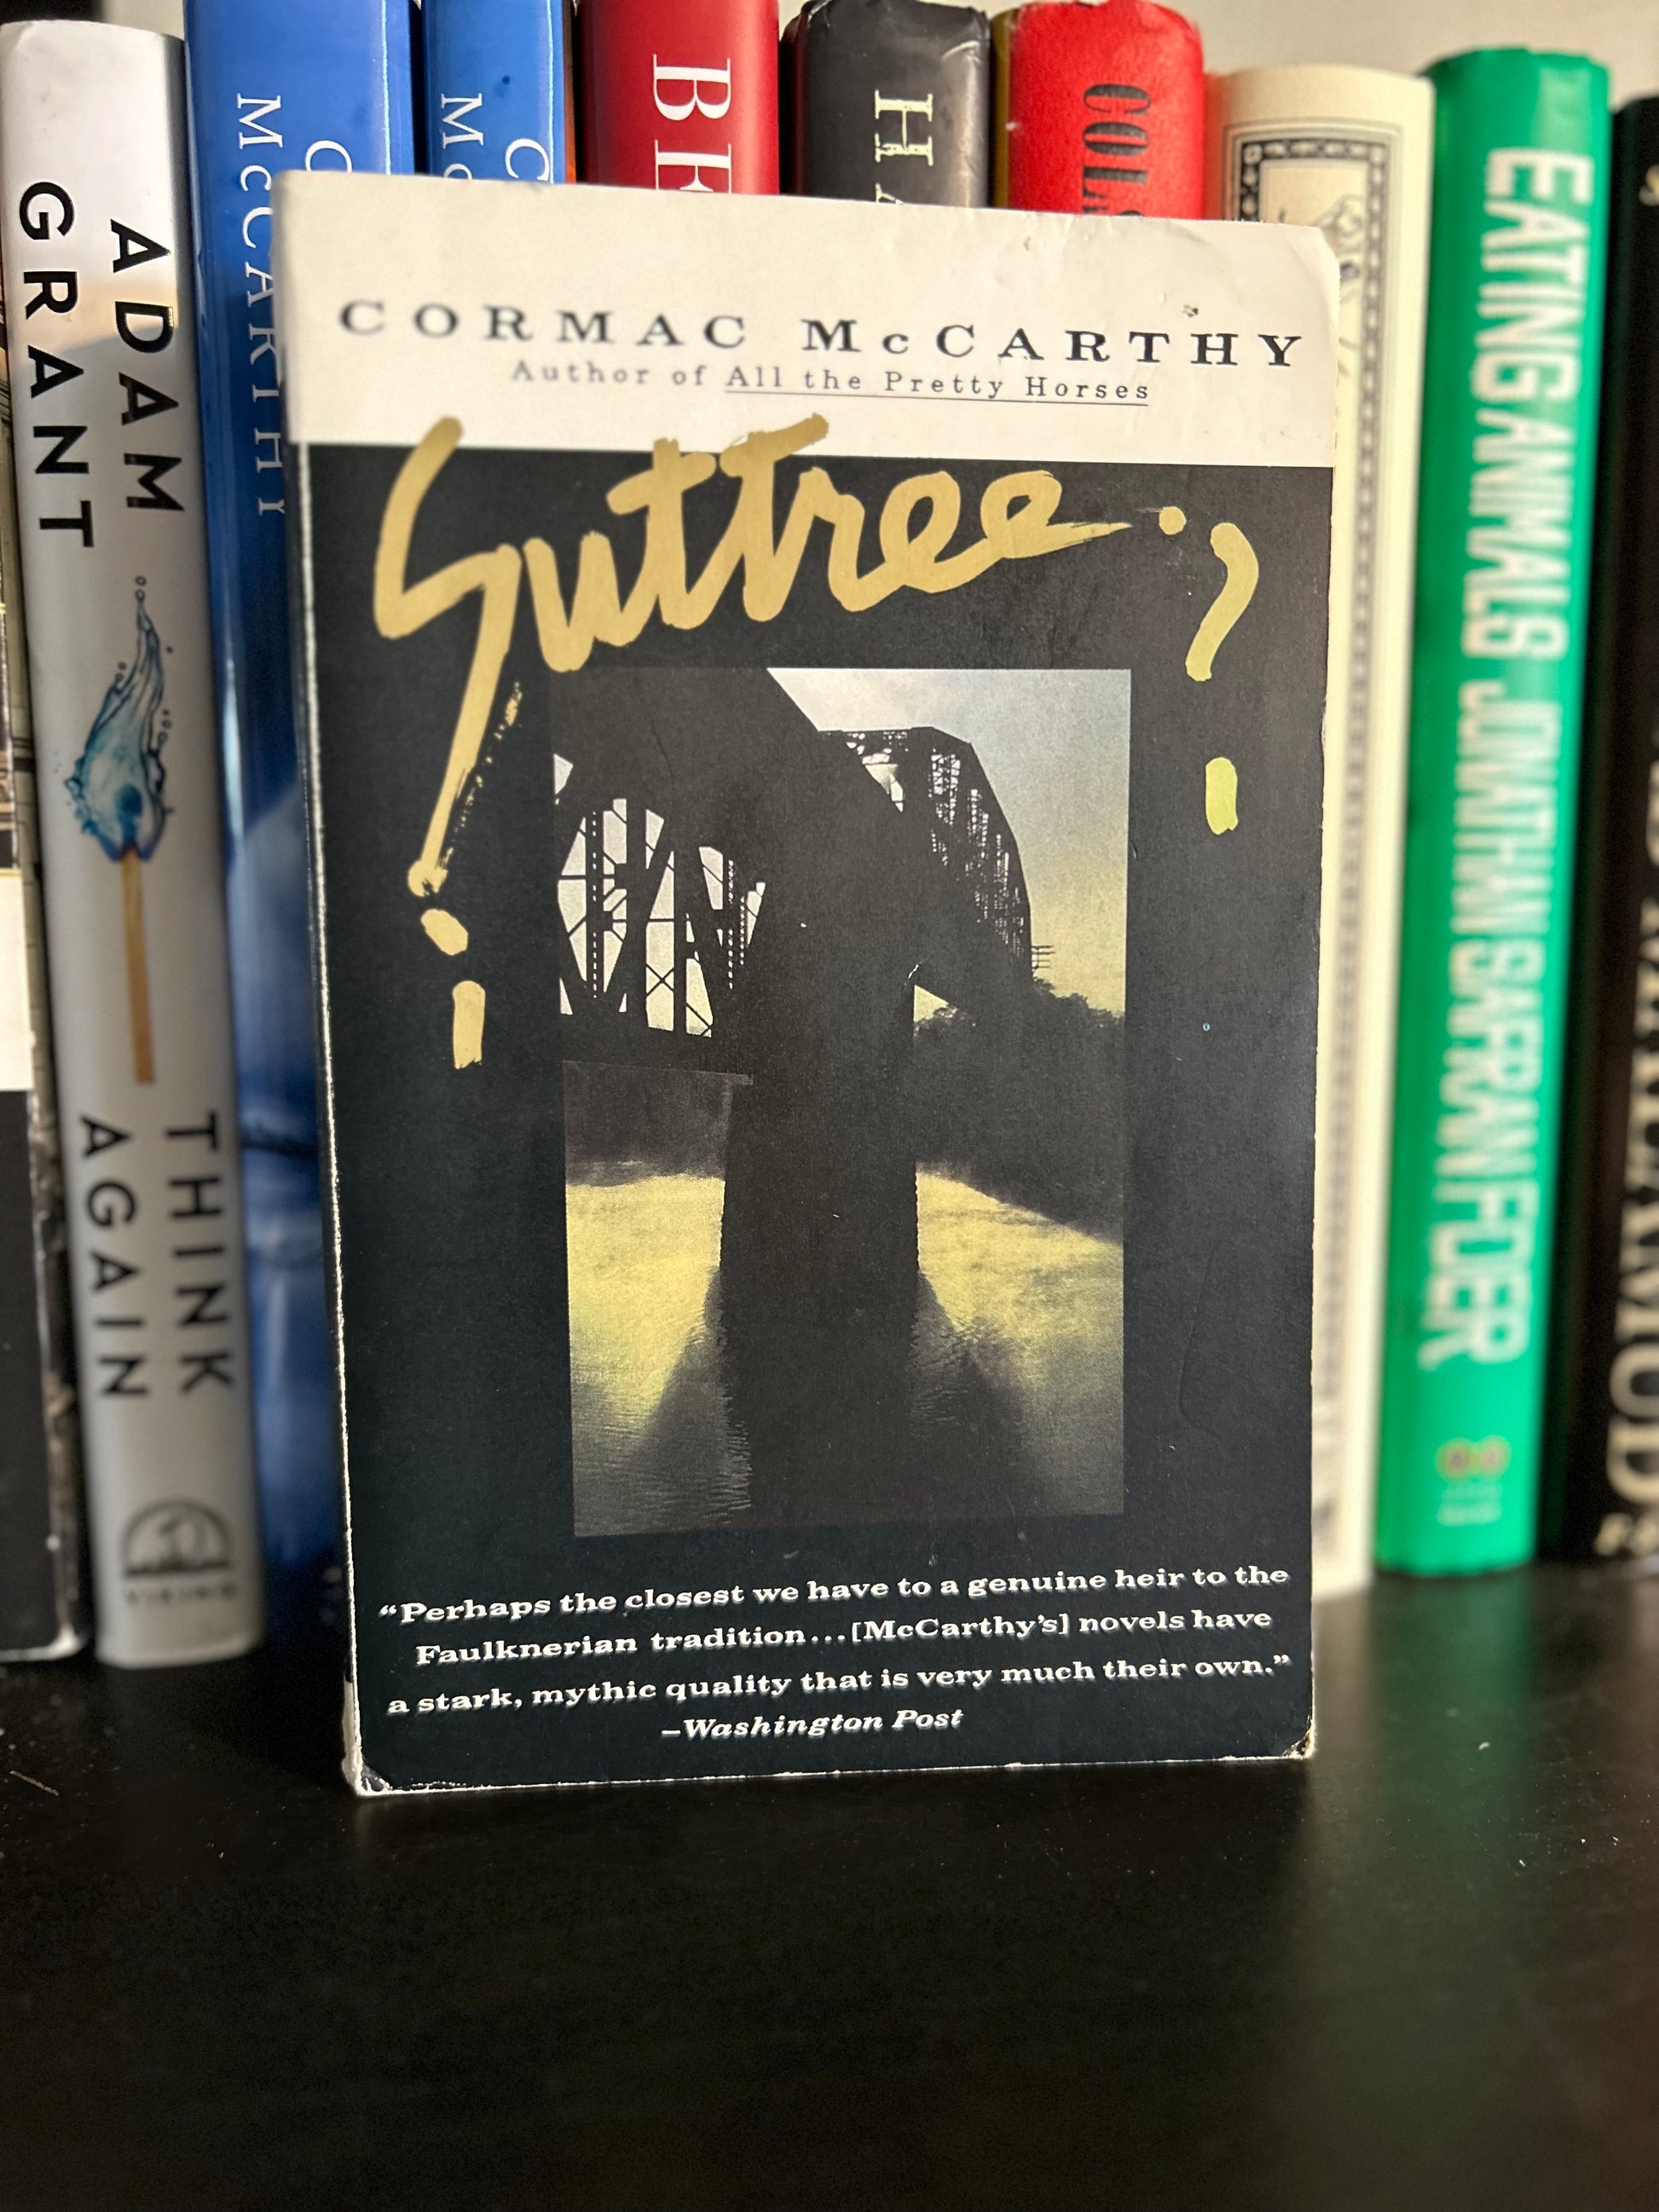 CORMAC McCARTHY
Author of All the Pretty Horses
Suttree
“Perhaps the closest we have to a genuine heir to the
Faulknerian tradition...[McCarthy's] novels have
a stark, mythic quality that is very much their own.”
–Washington Post
ADAM
GRANT
THINK
AGAIN
VIKING
McCARTHY
EATING ANIMALS JONATHAN SAFRAN FOER